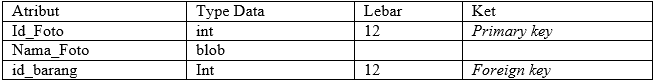 Atribut Type Data Lebar Ket
Id_Foto int 12 Primary key
Nama_Foto blob
id_barang Int 12 Foreign key